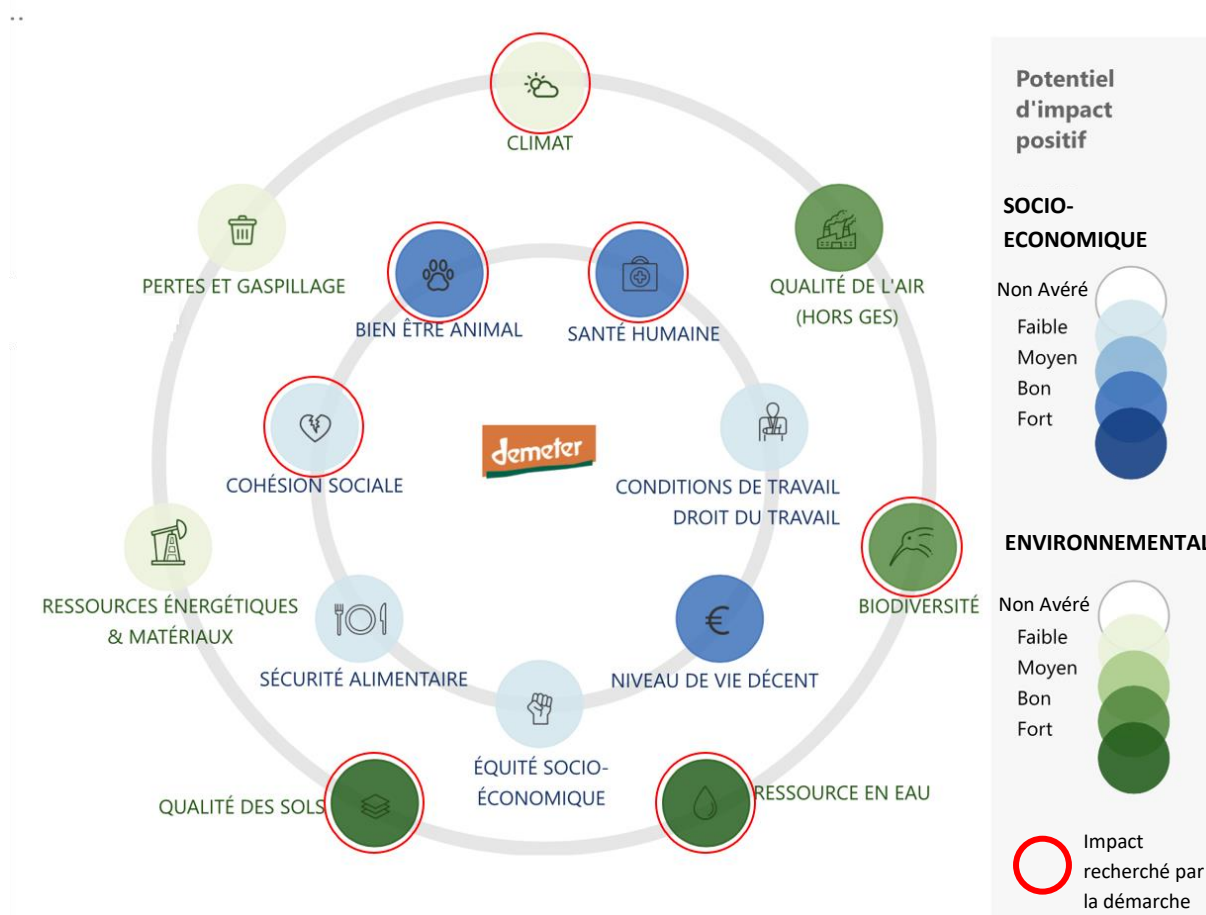 CLIMAT
PERTES ET GASPILLAGE
QUALITÉ DE L'AIR
(HORS GES)
BIEN ÊTRE ANIMAL
SANTÉ HUMAINE
demeter
COHÉSION SOCIALE
CONDITIONS DE TRAVAIL
DROIT DU TRAVAIL
RESSOURCES ÉNERGÉTIQUES
& MATÉRIAUX
BIODIVERSITÉ
SÉCURITÉ ALIMENTAIRE
€
NIVEAU DE VIE DÉCENT
ÉQUITÉ SOCIO-
ÉCONOMIQUE
QUALITÉ DES SOLS
RESSOURCE EN EAU
Potentiel
d'impact
positif
SOCIO-
ECONOMIQUE
Non Avéré
Faible
Moyen
Bon
Fort
ENVIRONNEMENTAL
Non Avéré
Faible
Moyen
Bon
Fort
Impact
recherché par
la démarche